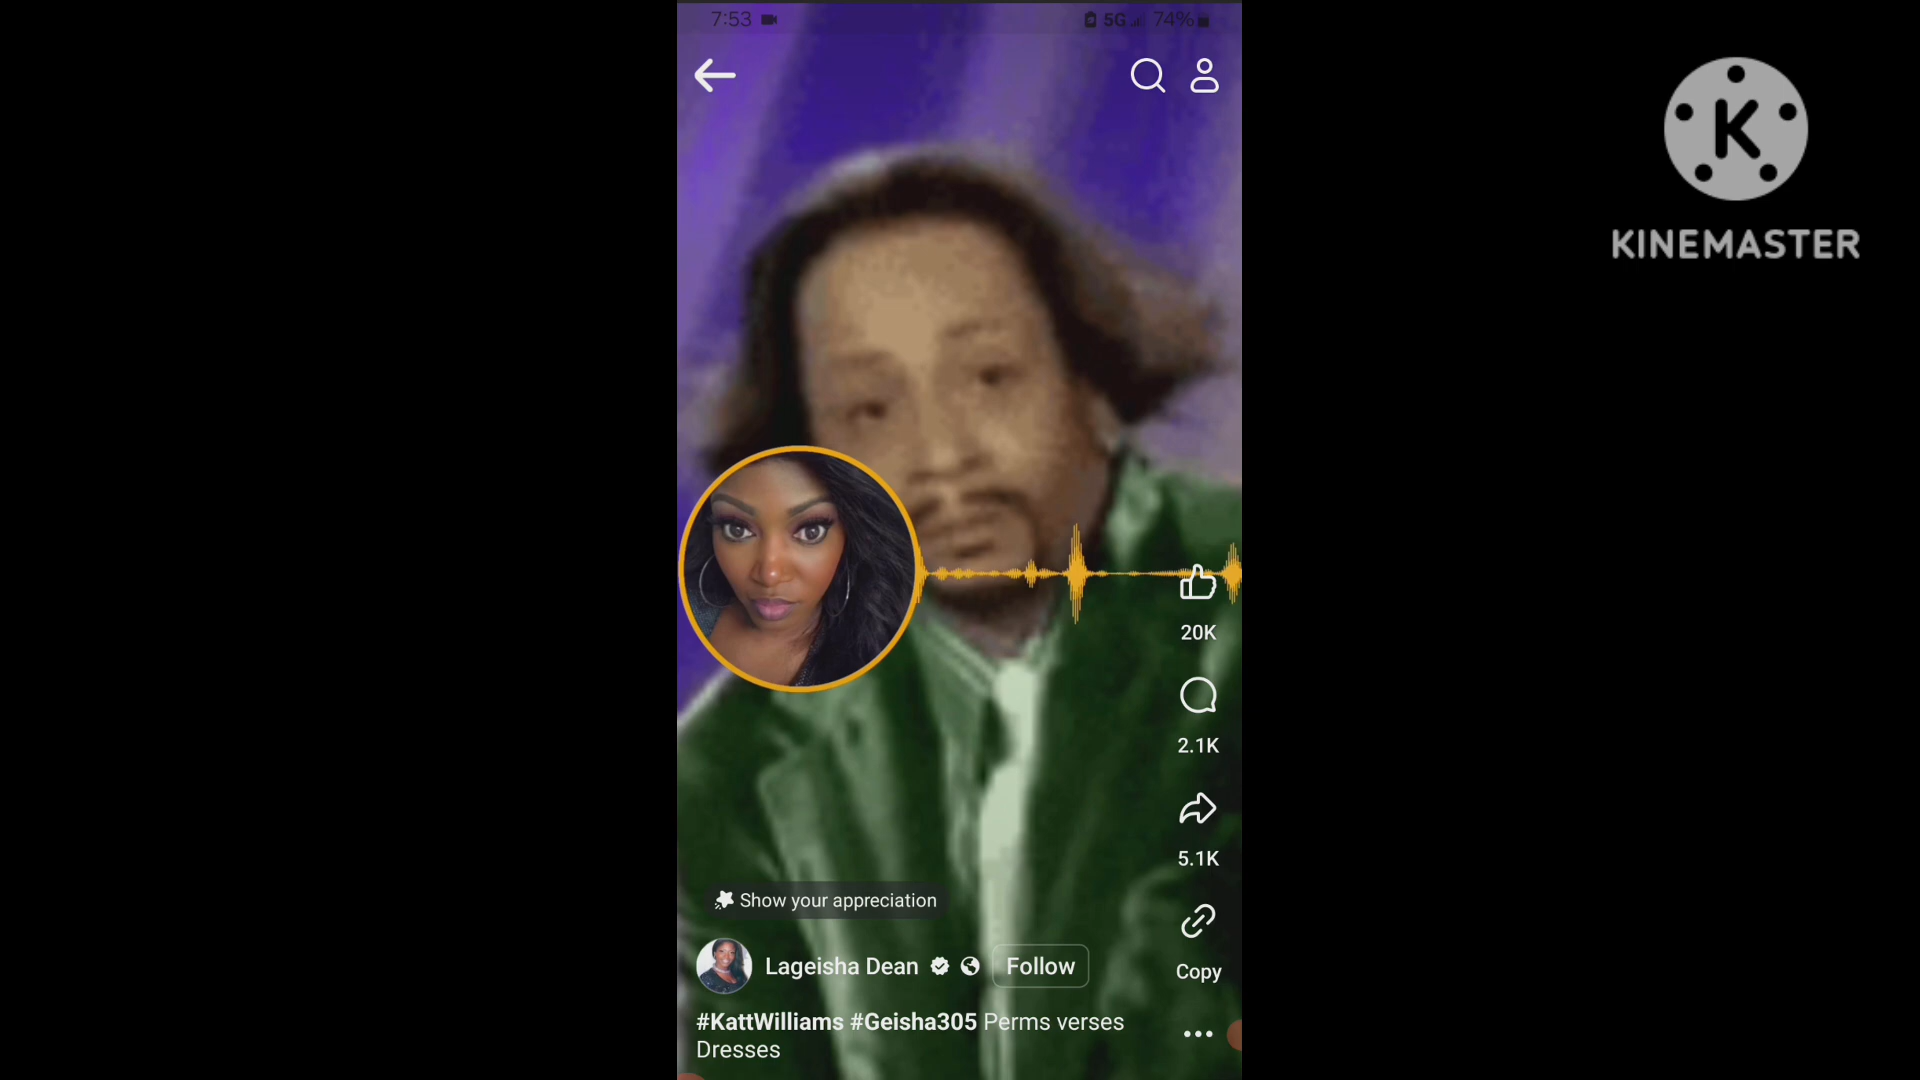 7:53
5G 74%
KINEMASTER
K
20K
2.1K
5.1K
Show your appreciation
Lageisha Dean Follow
Copy
#KattWilliams #Geisha305 Perms verses
Dresses